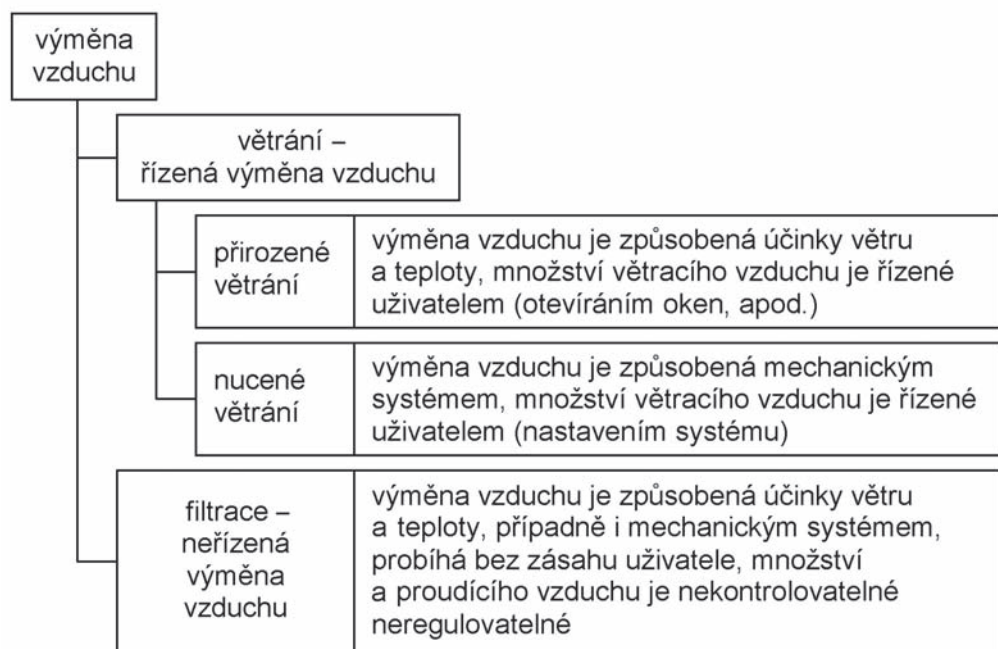 výměna
vzduchu
větrání –
řízená výměna vzduchu
přirozené
větrání
výměna vzduchu je způsobená účinky větru
a teploty, množství větracího vzduchu je řízené
uživatelem (otevíráním oken, apod.)
nucené
větrání
výměna vzduchu je způsobená mechanickým
systémem, množství větracího vzduchu je řízené
uživatelem (nastavením systému)
filtrace –
neřízená
výměna
vzduchu
výměna vzduchu je způsobená účinky větru
a teploty, případně i mechanickým systémem,
probíhá bez zásahu uživatele, množství
a proudícího vzduchu je nekontrolovatelné
neregulovatelné